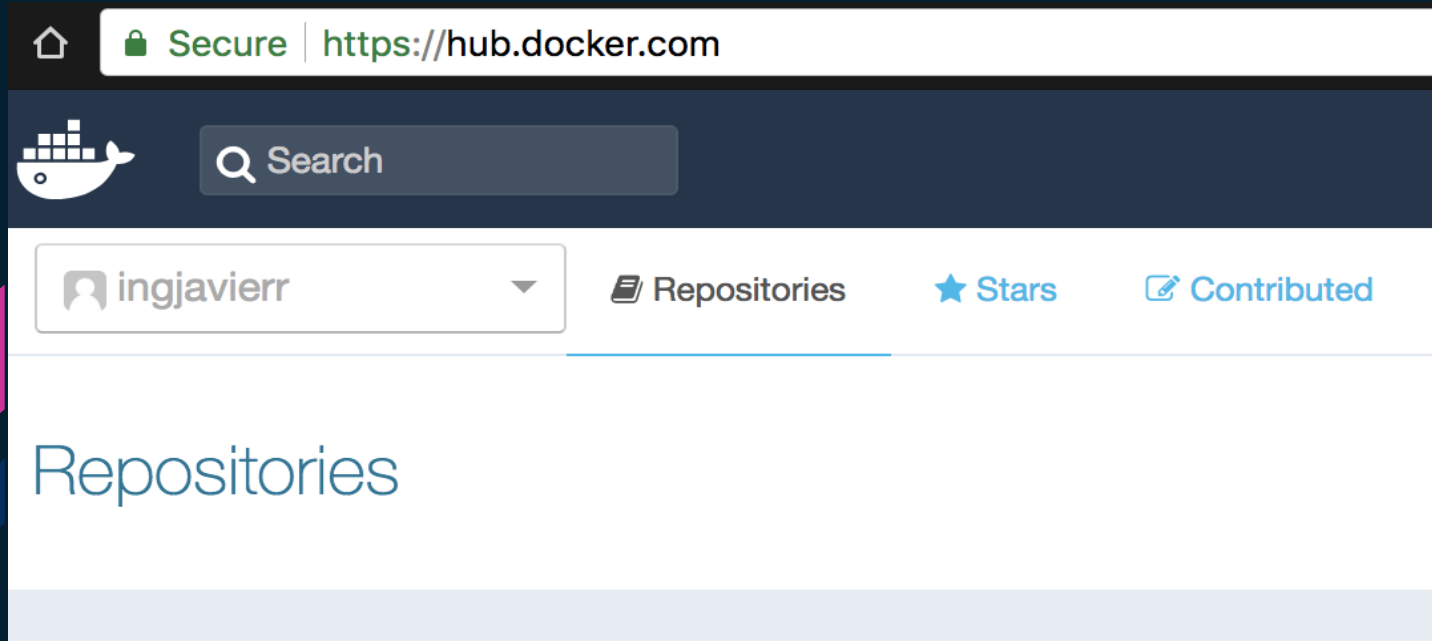 Secure https://hub.docker.com
Search
ingjavierr Repositories Stars Contributed
Repositories